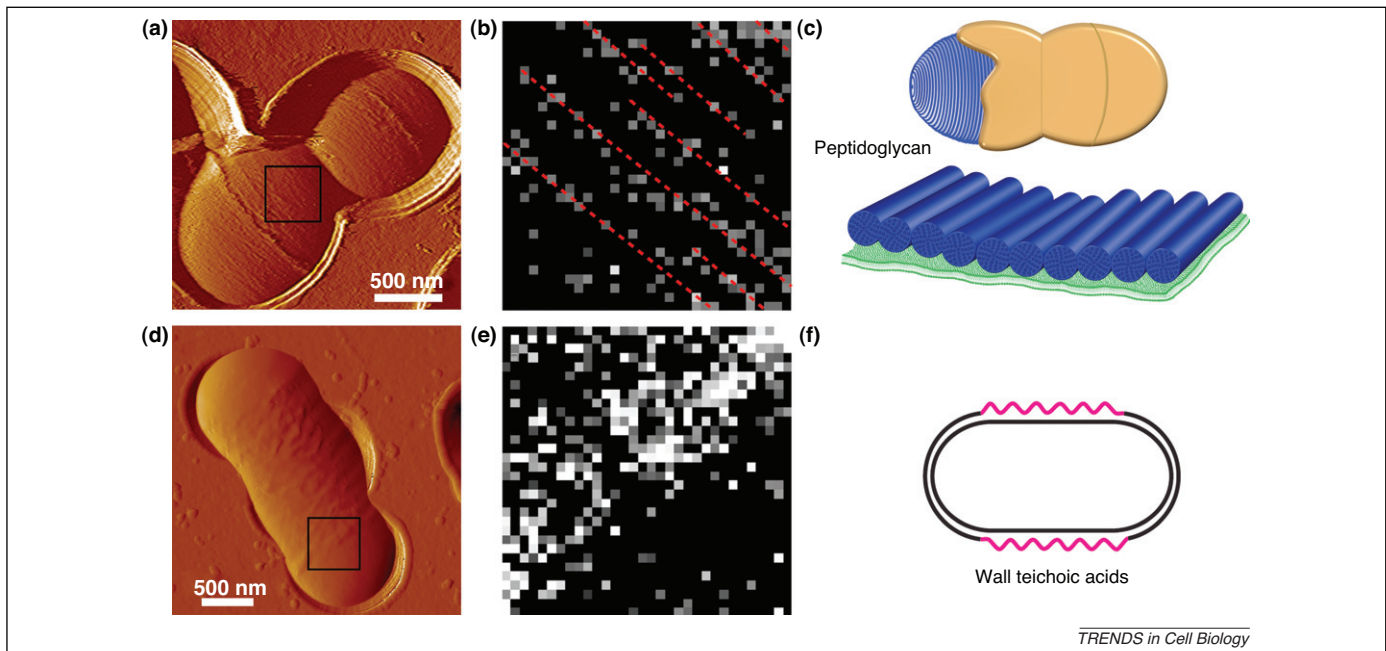 (a)
(b)
(c)
Peptidoglycan
500 nm
(d)
(e)
(f)
500 nm
Wall teichoic acids
TRENDS in Cell Biology